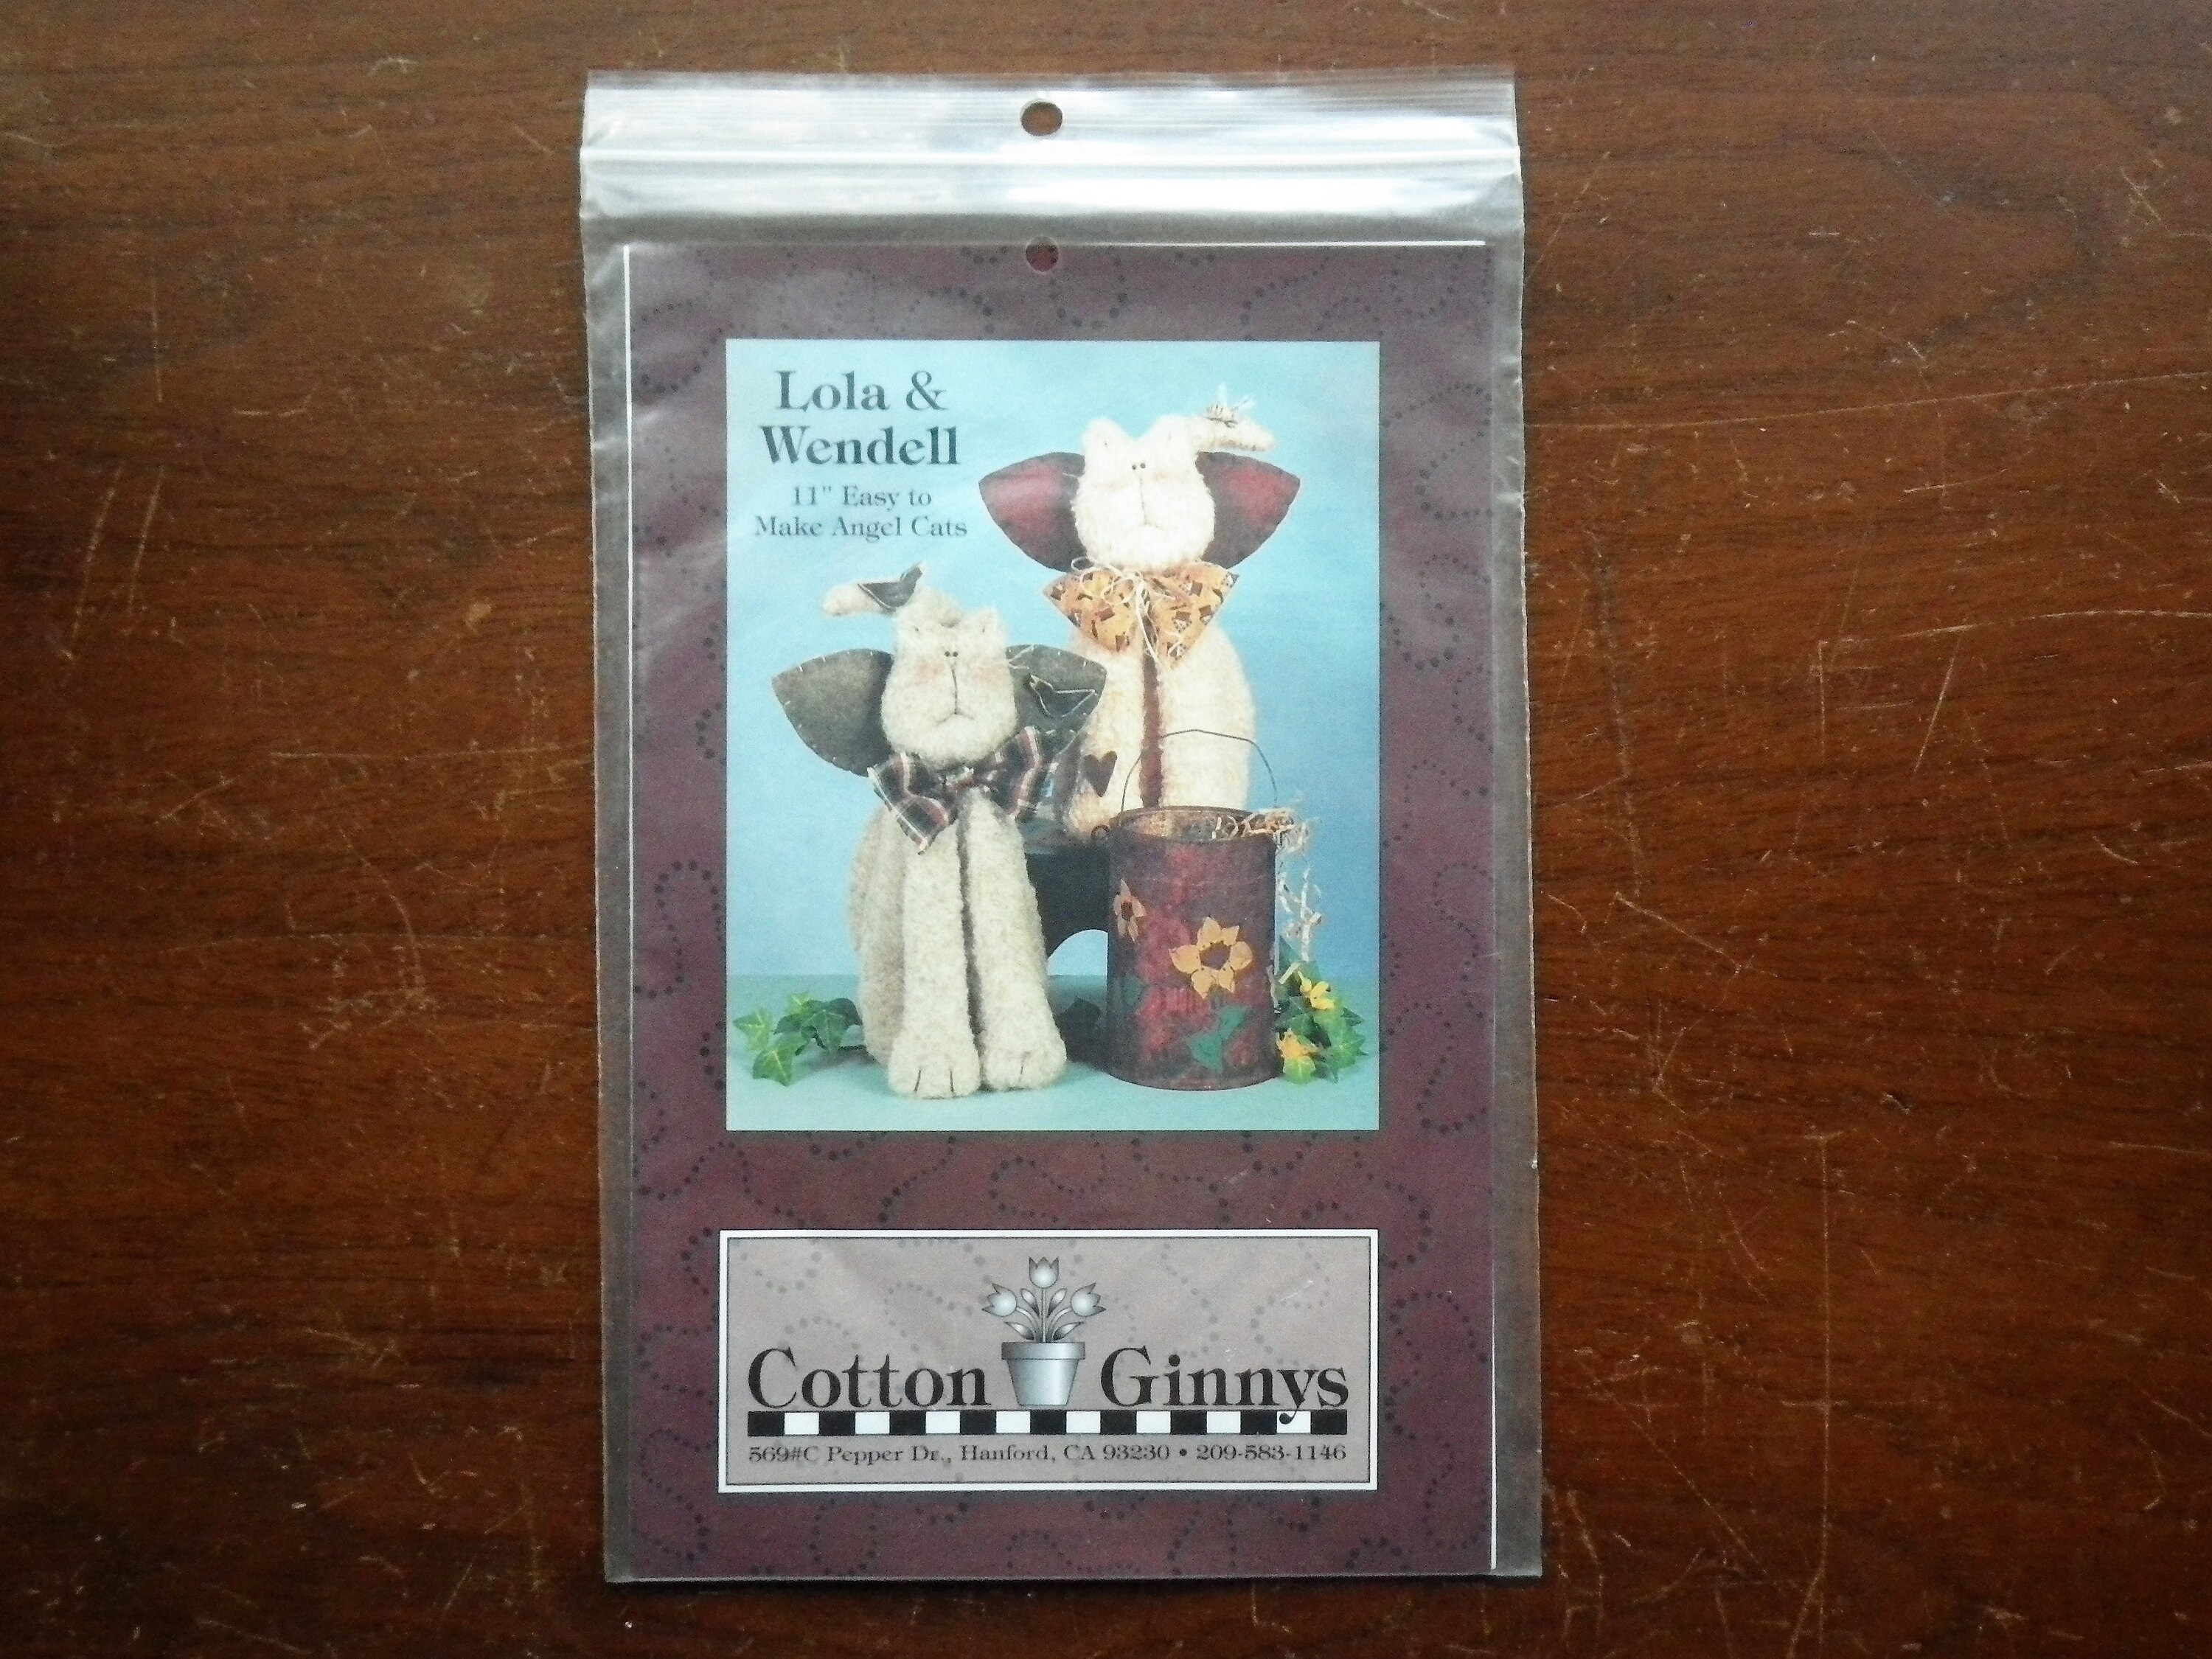 Lola &
Wendell
11" Easy to
Make Angel Cats
Cotton Ginnys
569#C Pepper Dr., Hanford, CA 93230 • 209-583-1146